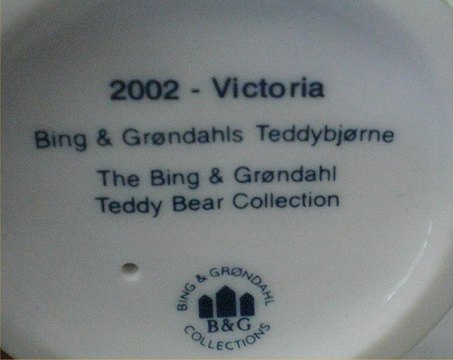 2002 - Victoria
Bing & Grøndahls Teddybjørne
The Bing & Grøndahl
Teddy Bear Collection
BING & GRØNDAHL
B&G
COLLECTIONS